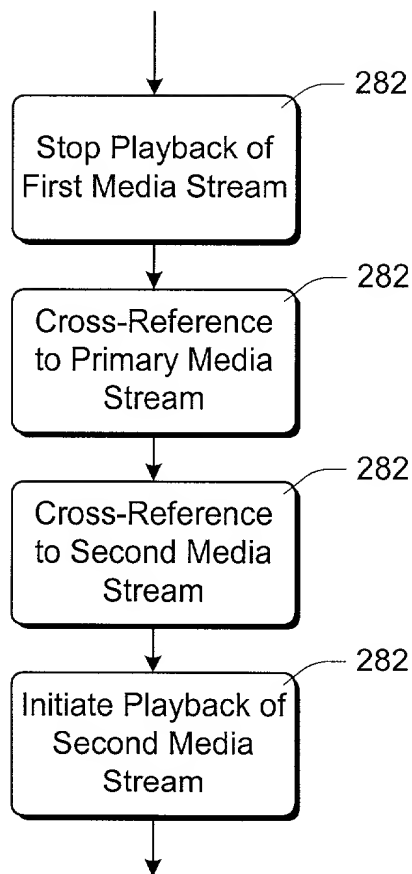 282
Stop Playback of
First Media Stream
282
Cross-Reference
to Primary Media
Stream
282
Cross-Reference
to Second Media
Stream
282
Initiate Playback of
Second Media
Stream